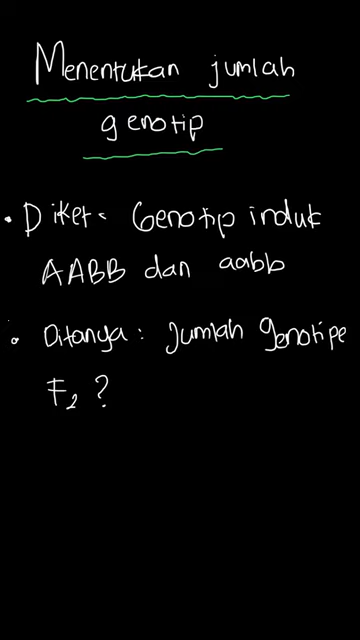 Menentukan jumlah
genotip
• Diket = Genotip induk
AABB dan aabb
• Ditanya : Jumlah genotipe
F₂ ?